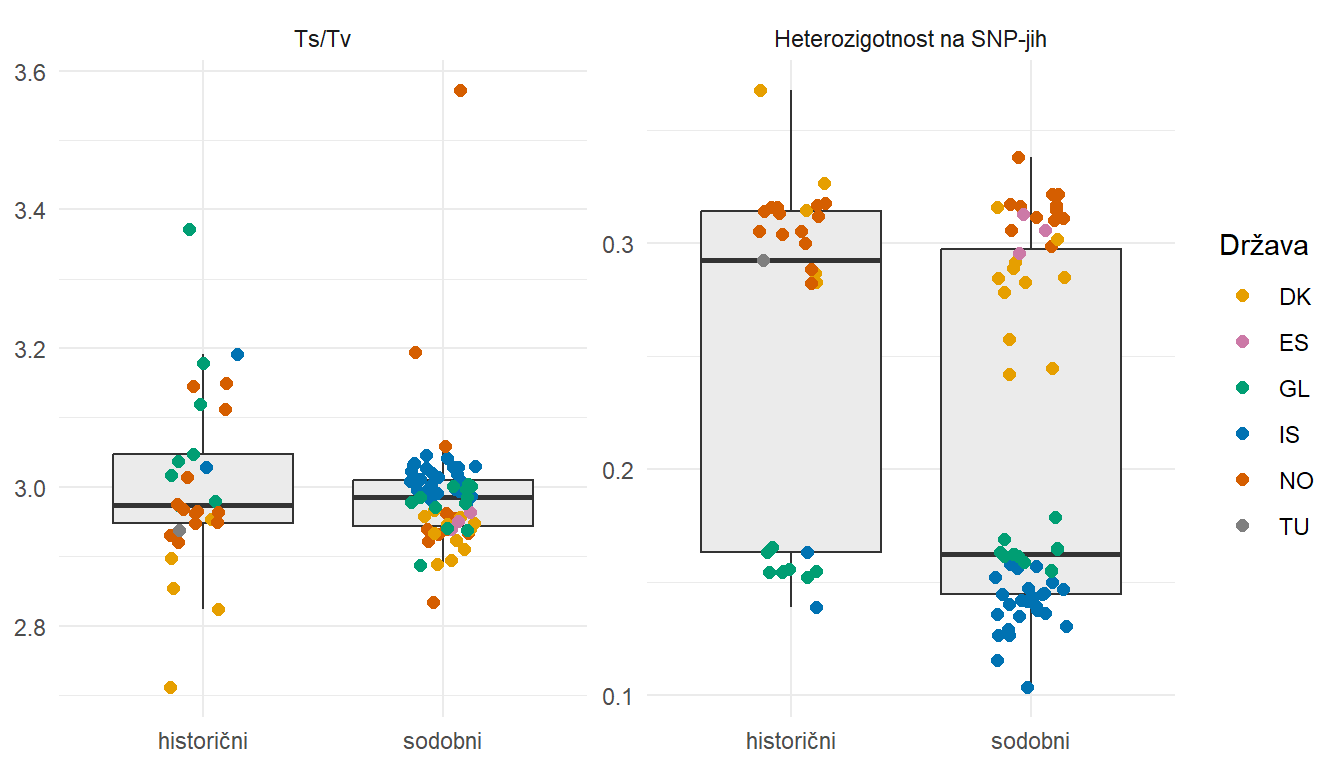 Ts/Tv
3.6
3.4
3.2
3.0
2.8
historični
sodobni
Heterozigotnost na SNP-jih
0.3
0.2
0.1
historični
sodobni
Država
DK
ES
GL
IS
NO
TU